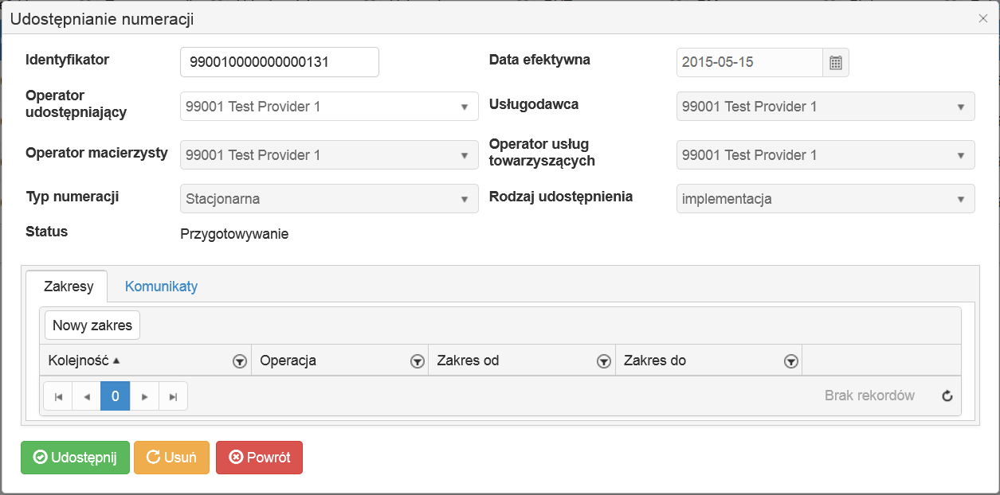 Udostępnianie numeracji
Identyfikator 990010000000000131 Data efektywna 2015-05-15
Operator udostępniający 99001 Test Provider 1 Usługodawca 99001 Test Provider 1
Operator macierzysty 99001 Test Provider 1 Operator usług towarzyszących 99001 Test Provider 1
Typ numeracji Stacjonarna Rodzaj udostępnienia implementacja
Status Przygotowywanie
Zakresy Komunikaty
Nowy zakres
Kolejność Operacja Zakres od Zakres do
0 Brak rekordów
Udostępnij Usuń Powrót